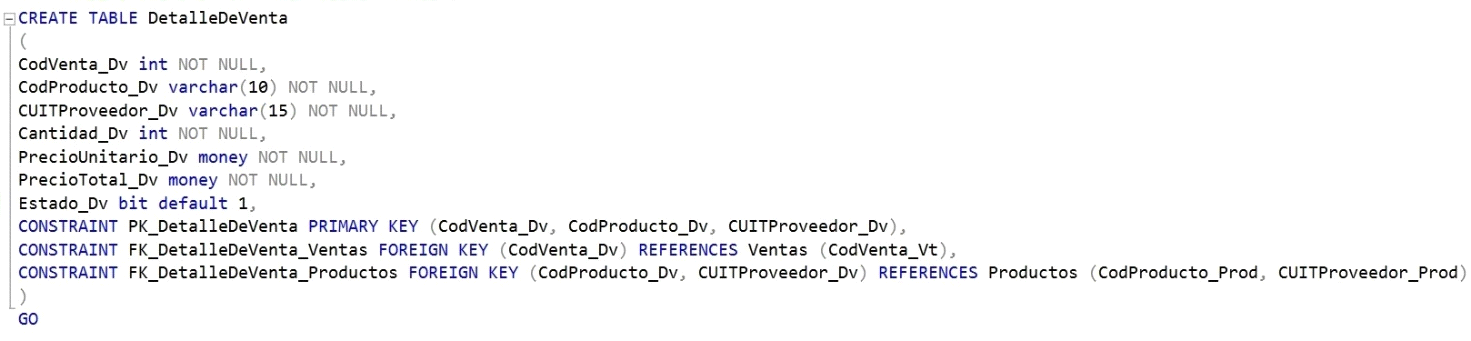 CREATE TABLE DetalleDeVenta
(
CodVenta_Dv int NOT NULL,
CodProducto_Dv varchar(10) NOT NULL,
CUITProveedor_Dv varchar(15) NOT NULL,
Cantidad_Dv int NOT NULL,
PrecioUnitario_Dv money NOT NULL,
PrecioTotal_Dv money NOT NULL,
Estado_Dv bit default 1,
CONSTRAINT PK_DetalleDeVenta PRIMARY KEY (CodVenta_Dv, CodProducto_Dv, CUITProveedor_Dv),
CONSTRAINT FK_DetalleDeVenta_Ventas FOREIGN KEY (CodVenta_Dv) REFERENCES Ventas (CodVenta_Vt),
CONSTRAINT FK_DetalleDeVenta_Productos FOREIGN KEY (CodProducto_Dv, CUITProveedor_Dv) REFERENCES Productos (CodProducto_Prod, CUITProveedor_Prod)
)
GO